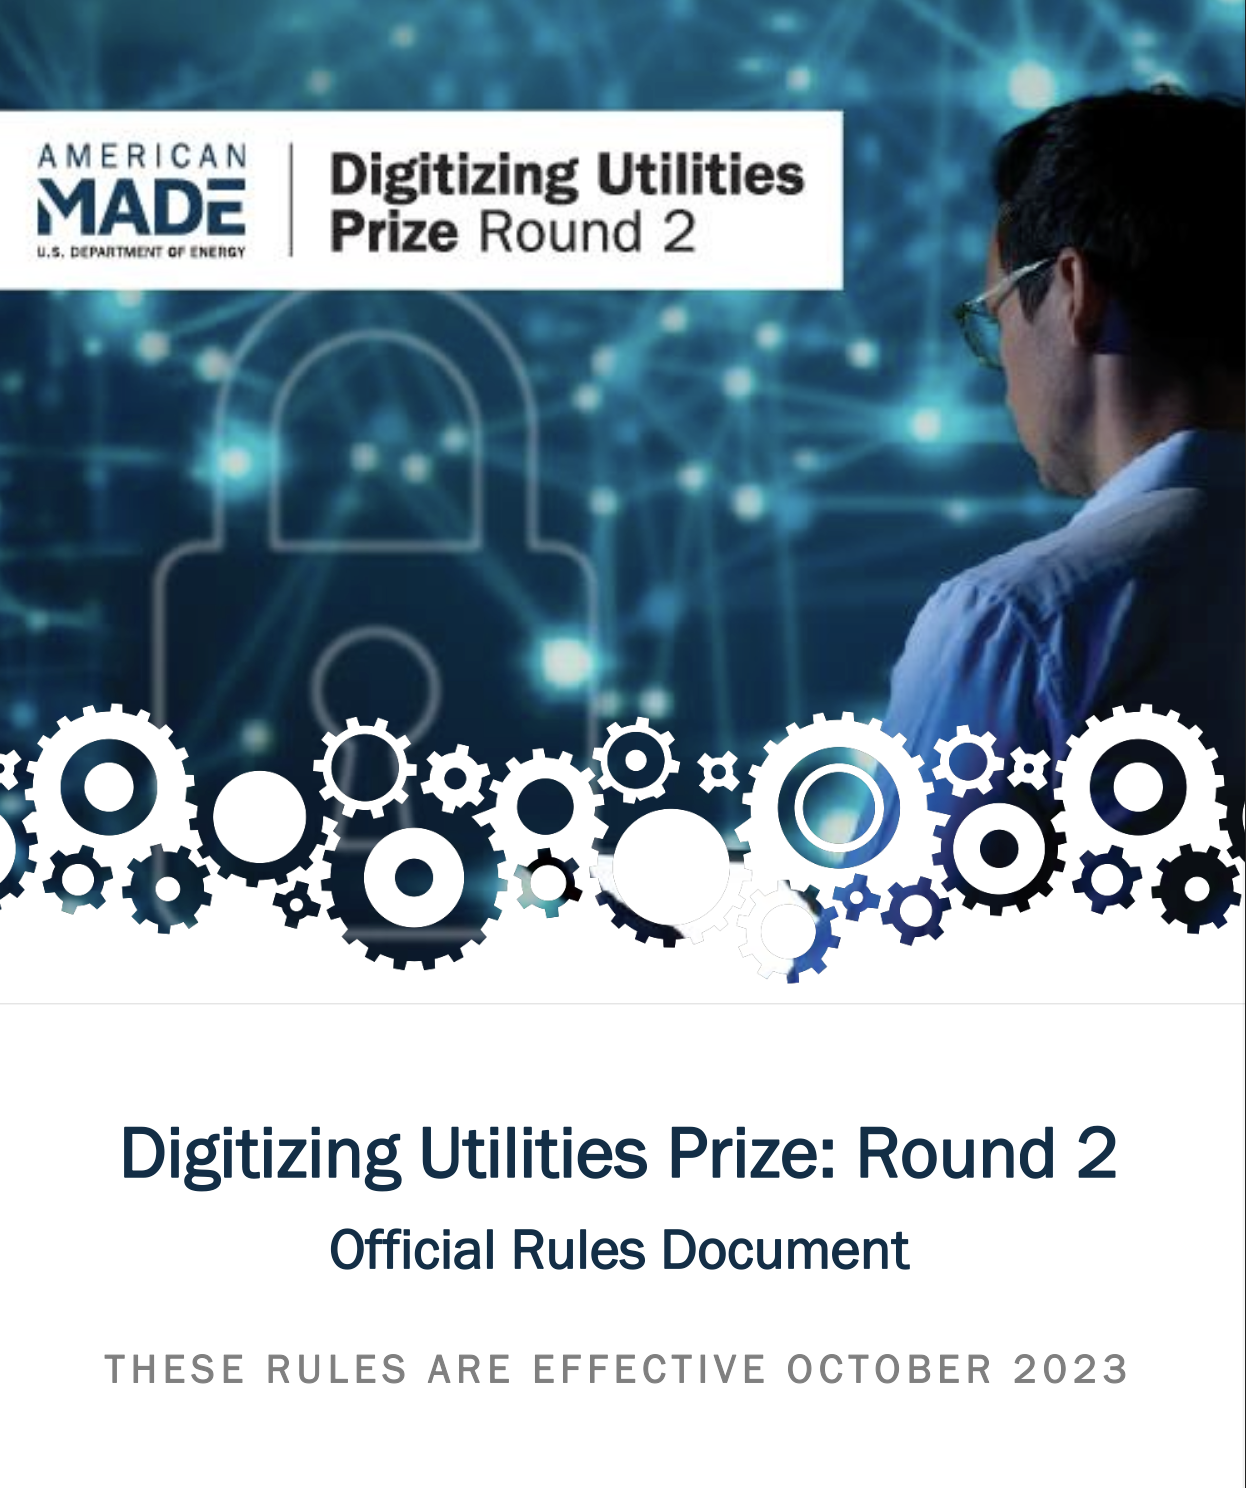 AMERICAN
MADE
U.S. DEPARTMENT OF ENERGY
Digitizing Utilities
Prize Round 2
Digitizing Utilities Prize: Round 2
Official Rules Document
THESE RULES ARE EFFECTIVE OCTOBER 2023